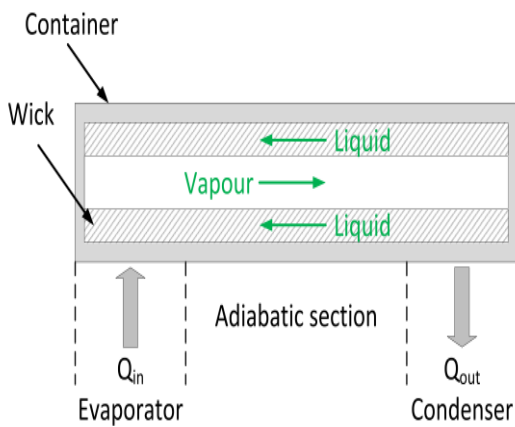 Container
Wick
Liquid
Vapour
Liquid
Adiabatic section
Qin
Qout
Evaporator
Condenser